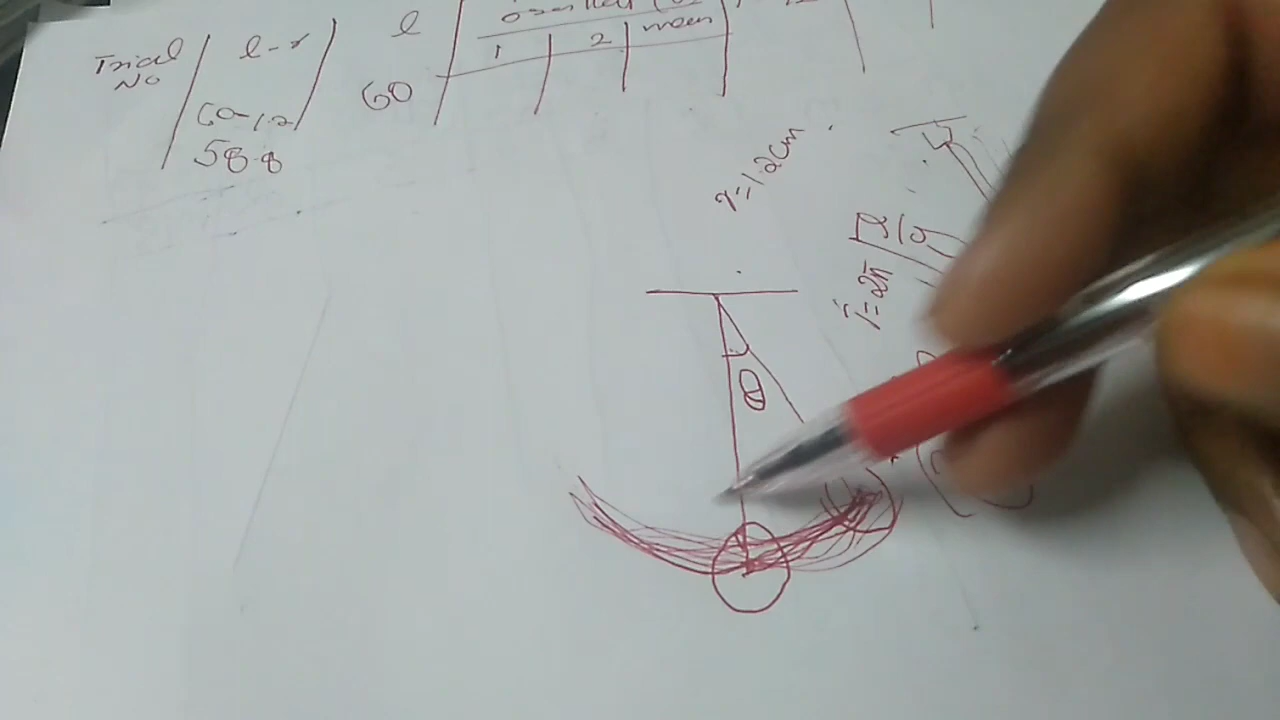 Trial
No
l-r
l
1
2
mean
60-1.2
60
58.8
r=1.2cm
T=2π √l/g
θ